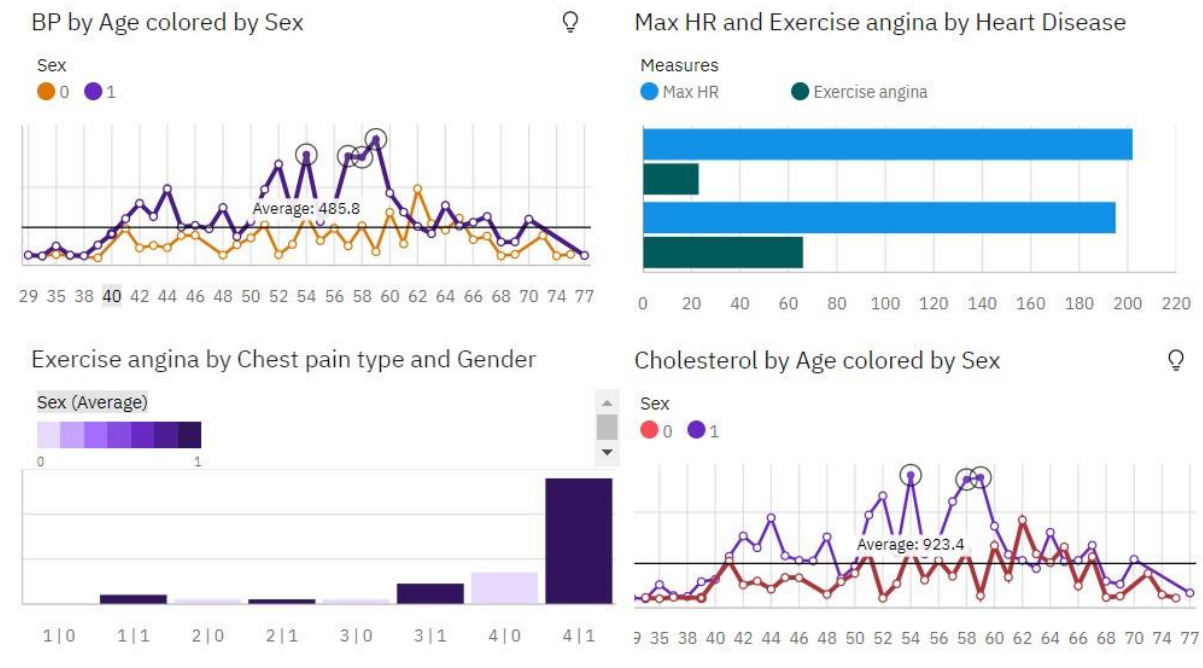 BP by Age colored by Sex
Sex
0 1
Average: 485.8
29 35 38 40 42 44 46 48 50 52 54 56 58 60 62 64 66 68 70 74 77
Max HR and Exercise angina by Heart Disease
Measures
Max HR Exercise angina
0 20 40 60 80 100 120 140 160 180 200 220
Exercise angina by Chest pain type and Gender
Sex (Average)
0 1
1|0 1|1 2|0 2|1 3|0 3|1 4|0 4|1
Cholesterol by Age colored by Sex
Sex
0 1
Average: 923.4
9 35 38 40 42 44 46 48 50 52 54 56 58 60 62 64 66 68 70 74 77